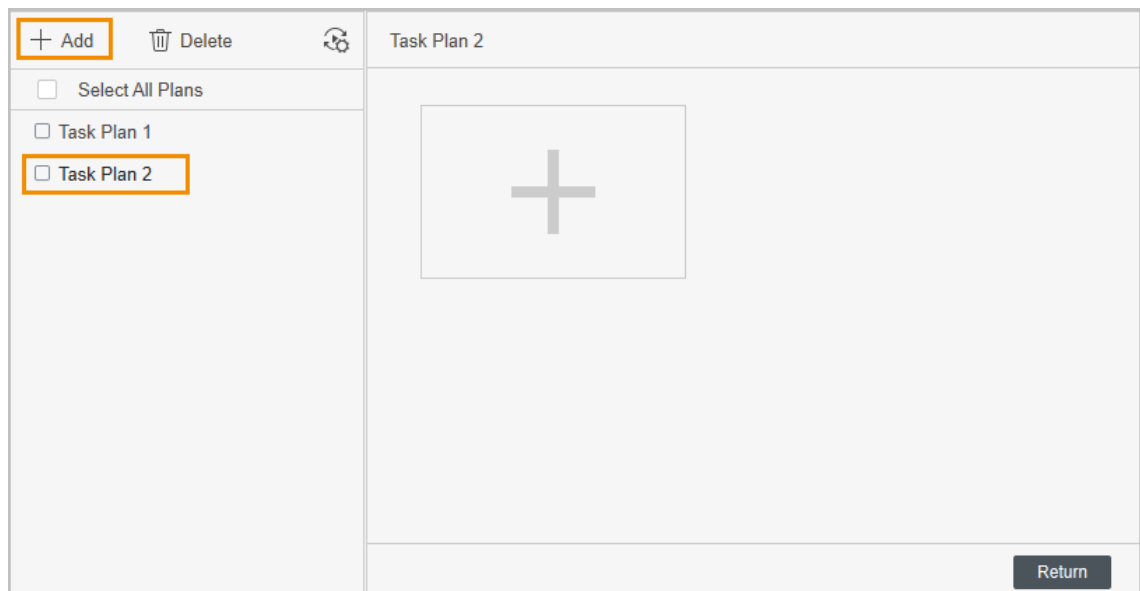 Add Delete Task Plan 2
Select All Plans
Task Plan 1
Task Plan 2
Return